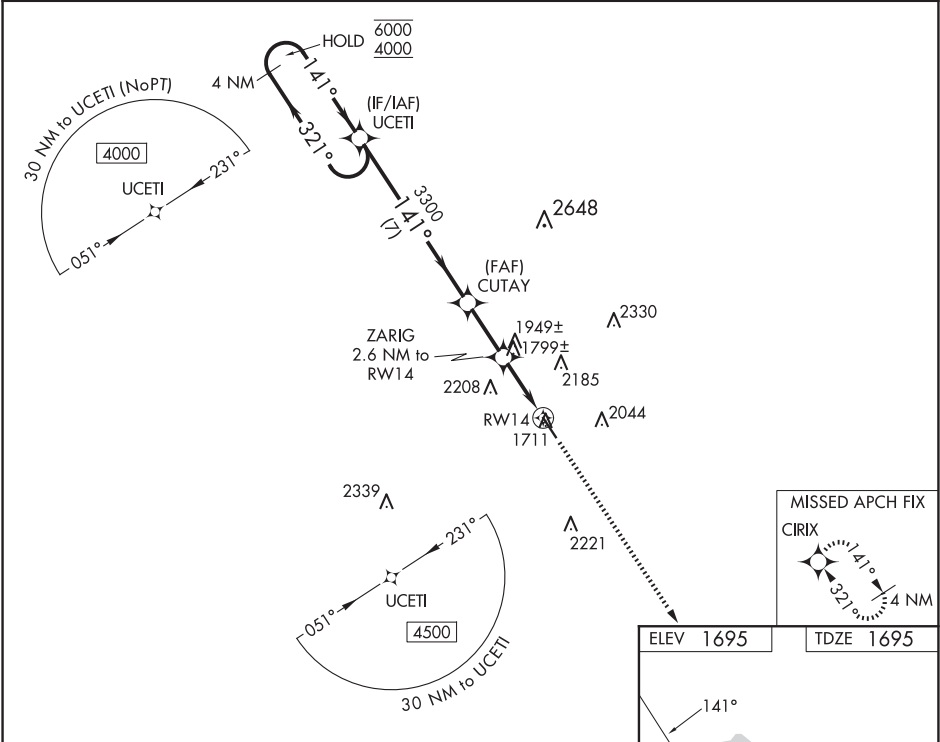 HOLD 6000
4000
4 NM
141°
321°
(IF/IAF)
UCETI
30 NM to UCETI (NoPT)
4000
UCETI
231°
051°
3300
141°
(7)
2648
(FAF)
CUTAY
2330
1949±
1799±
ZARIG
2.6 NM to
RW14
2185
2208
2044
RW14
1711
2339
2221
231°
UCETI
051°
4500
30 NM to UCETI
MISSED APCH FIX
CIRIX
141°
321°
4 NM
ELEV 1695
TDZE 1695
141°